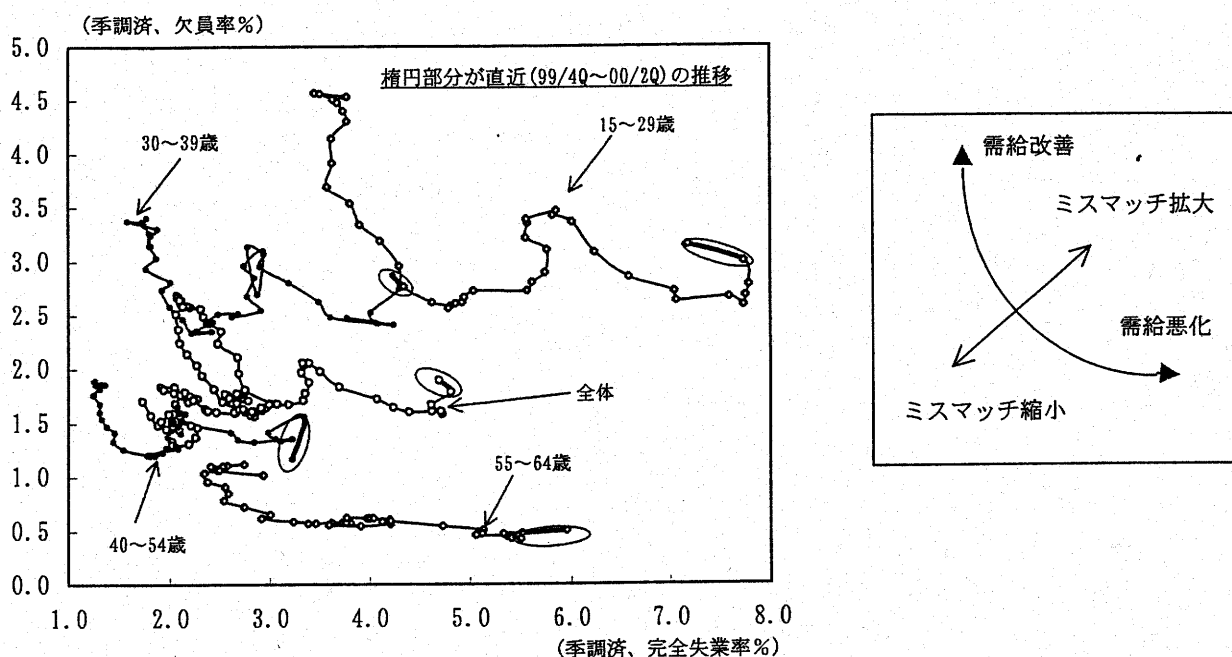 (季調済、欠員率%)
楕円部分が直近(99/4Q~00/2Q)の推移
5.0
4.5
4.0
3.5
3.0
2.5
2.0
1.5
1.0
0.5
0.0
30~39歳
15~29歳
全体
55~64歳
40~54歳
1.0 2.0 3.0 4.0 5.0 6.0 7.0 8.0
(季調済、完全失業率%)
需給改善
ミスマッチ拡大
需給悪化
ミスマッチ縮小